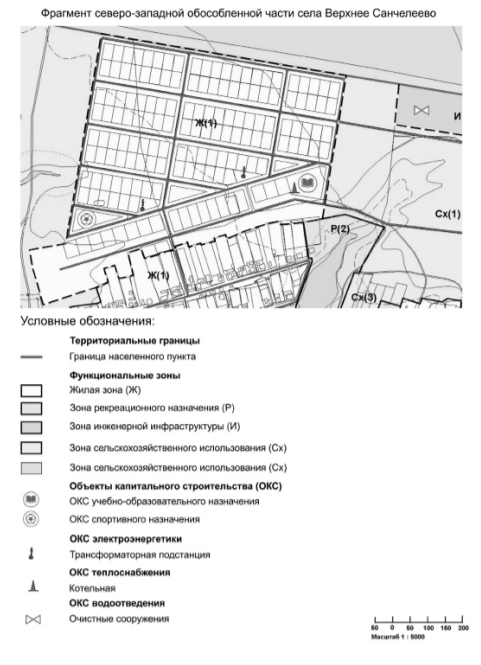 Фрагмент северо-западной обособленной части села Верхнее Санчелеево
Ж(1)
И
Сх(1)
Р(2)
Ж(1)
Сх(3)
Условные обозначения:
Территориальные границы
Граница населенного пункта
Функциональные зоны
Жилая зона (Ж)
Зона рекреационного назначения (Р)
Зона инженерной инфраструктуры (И)
Зона сельскохозяйственного использования (Сх)
Зона сельскохозяйственного использования (Сх)
Объекты капитального строительства (ОКС)
ОКС учебно-образовательного назначения
ОКС спортивного назначения
ОКС электроэнергетики
Трансформаторная подстанция
ОКС теплоснабжения
Котельная
ОКС водоотведения
Очистные сооружения
50 0 50 100 150 200
Масштаб 1 : 5000